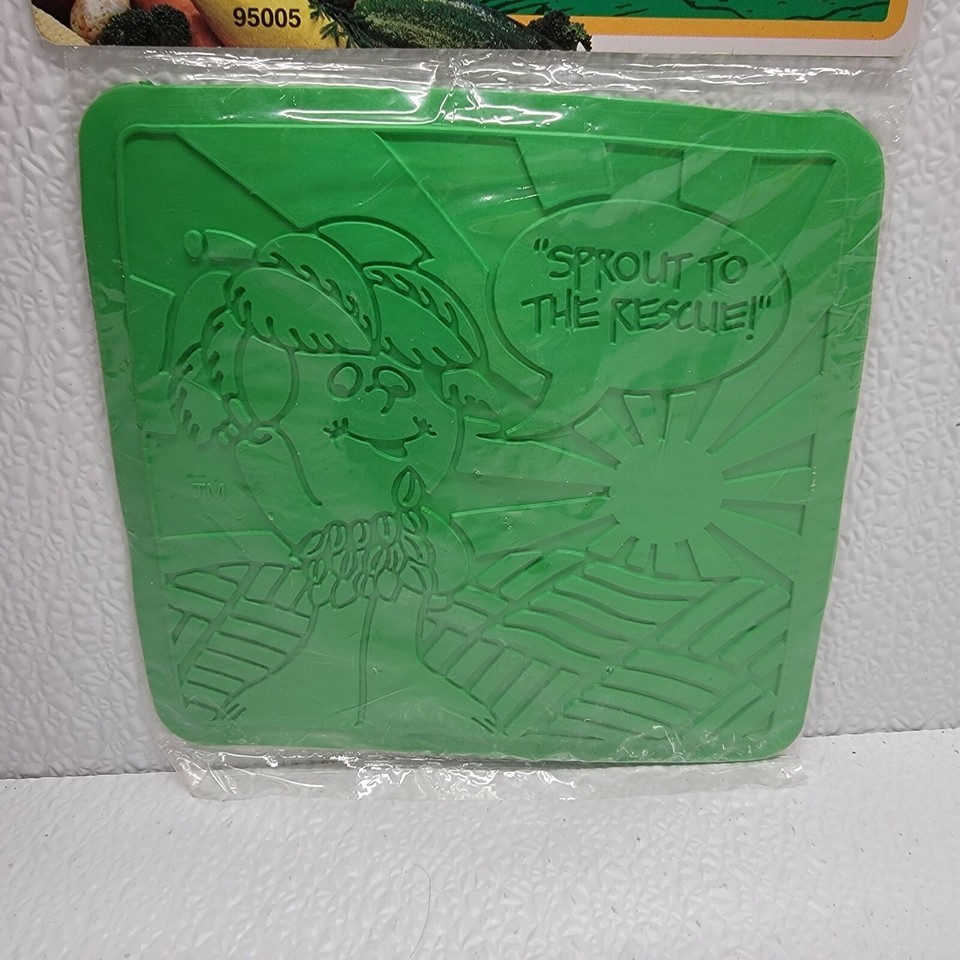 95005
"SPROUT TO
THE RESCUE!"
TM